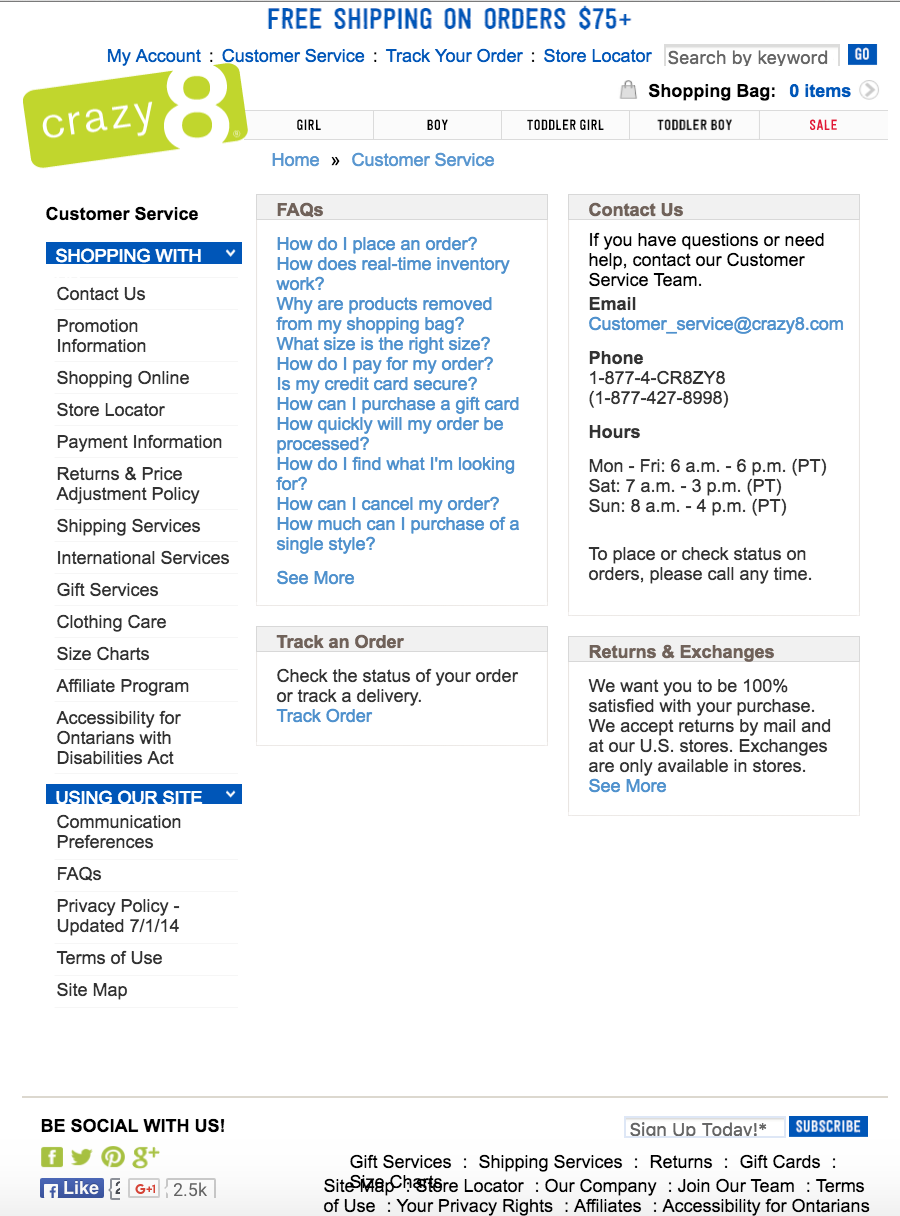 FREE SHIPPING ON ORDERS $75+
My Account : Customer Service : Track Your Order : Store Locator
Search by keyword
GO
Shopping Bag: 0 items
crazy 8®
GIRL
BOY
TODDLER GIRL
TODDLER BOY
SALE
Home » Customer Service
Customer Service
SHOPPING WITH
Contact Us
Promotion
Information
Shopping Online
Store Locator
Payment Information
Returns & Price
Adjustment Policy
Shipping Services
International Services
Gift Services
Clothing Care
Size Charts
Affiliate Program
Accessibility for
Ontarians with
Disabilities Act
USING OUR SITE
Communication
Preferences
FAQs
Privacy Policy -
Updated 7/1/14
Terms of Use
Site Map
FAQs
How do I place an order?
How does real-time inventory
work?
Why are products removed
from my shopping bag?
What size is the right size?
How do I pay for my order?
Is my credit card secure?
How can I purchase a gift card
How quickly will my order be
processed?
How do I find what I'm looking
for?
How can I cancel my order?
How much can I purchase of a
single style?
See More
Track an Order
Check the status of your order
or track a delivery.
Track Order
Contact Us
If you have questions or need
help, contact our Customer
Service Team.
Email
Customer_service@crazy8.com
Phone
1-877-4-CR8ZY8
(1-877-427-8998)
Hours
Mon - Fri: 6 a.m. - 6 p.m. (PT)
Sat: 7 a.m. - 3 p.m. (PT)
Sun: 8 a.m. - 4 p.m. (PT)
To place or check status on
orders, please call any time.
Returns & Exchanges
We want you to be 100%
satisfied with your purchase.
We accept returns by mail and
at our U.S. stores. Exchanges
are only available in stores.
See More
BE SOCIAL WITH US!
Like
G+1
2.5k
Sign Up Today!*
SUBSCRIBE
Gift Services : Shipping Services : Returns : Gift Cards :
Size Charts
Site Map : Store Locator : Our Company : Join Our Team : Terms
of Use : Your Privacy Rights : Affiliates : Accessibility for Ontarians